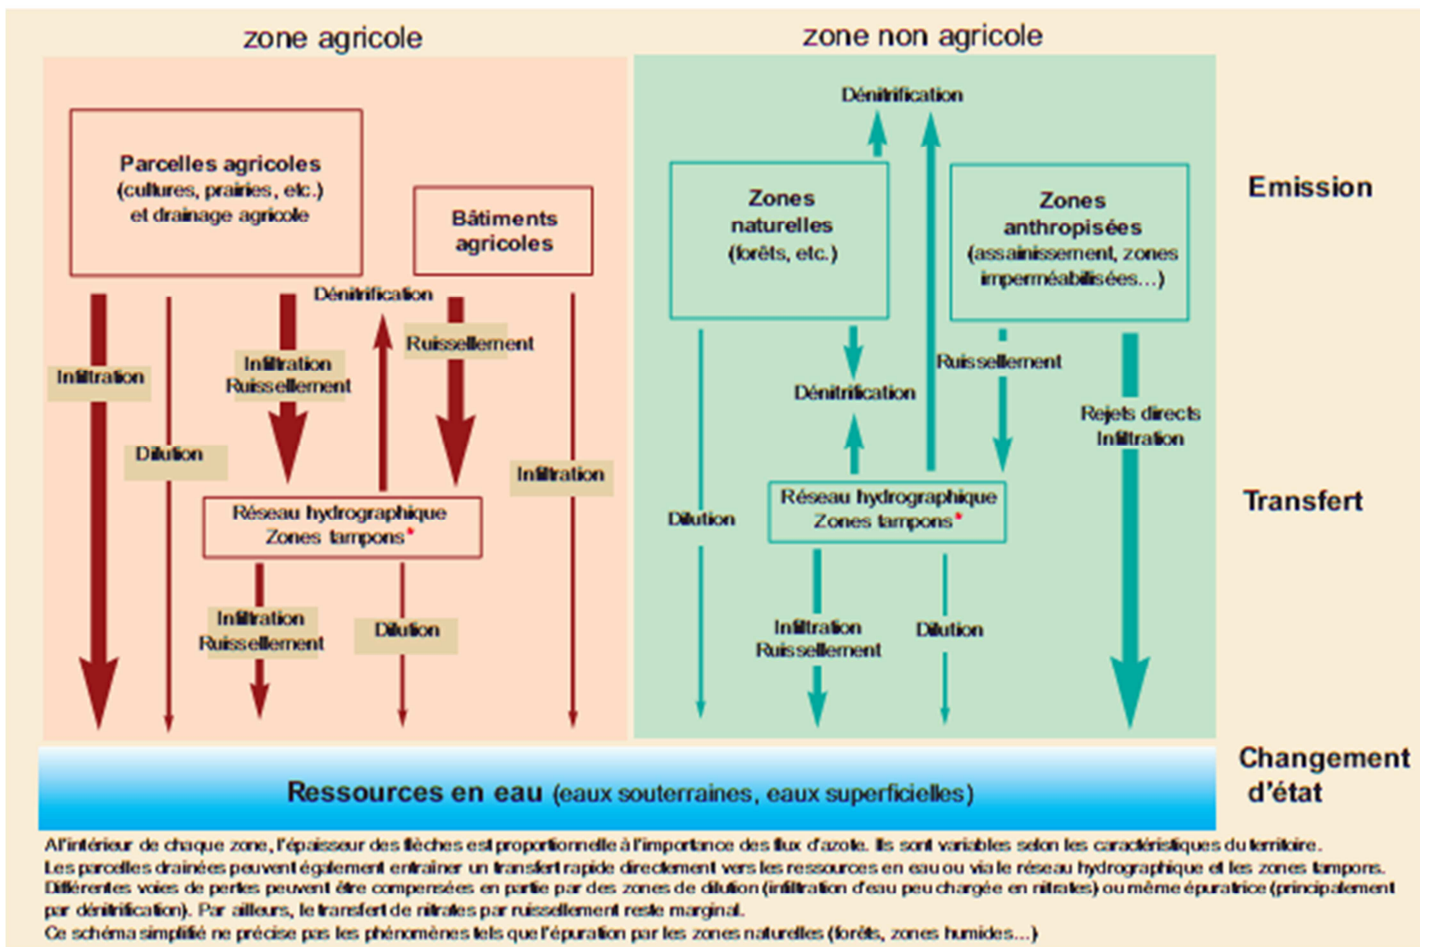 zone agricole
zone non agricole
Dénitrification
Parcelles agricoles
(cultures, prairies, etc.)
et drainage agricole
Bâtiments
agricoles
Zones
naturelles
(forêts, etc.)
Zones
anthropisées
(assainissement, zones
imperméabilisées...)
Emission
Dénitrification
Infiltration
Infiltration
Ruissellement
Ruissellement
Dilution
Infiltration
Dénitrification
Ruissellement
Rejets directs
Infiltration
Transfert
Réseau hydrographique
Zones tampons*
Réseau hydrographique
Zones tampons*
Dilution
Infiltration
Ruissellement
Dilution
Infiltration
Ruissellement
Dilution
Changement
d'état
Ressources en eau (eaux souterraines, eaux superficielles)
A l'intérieur de chaque zone, l'épaisseur des flèches est proportionnelle à l'importance des flux d'azote. Ils sont variables selon les caractéristiques du territoire.
Les parcelles drainées peuvent également entraîner un transfert rapide directement vers les ressources en eau ou via le réseau hydrographique et les zones tampons.
Différentes voies de pertes peuvent être compensées en partie par des zones de dilution (infiltration d'eau peu chargée en nitrates) ou même épuratrice (principalement
par dénitrification). Par ailleurs, le transfert de nitrates par ruissellement reste marginal.
Ce schéma simplifié ne précise pas les phénomènes tels que l'épuration par les zones naturelles (forêts, zones humides...)